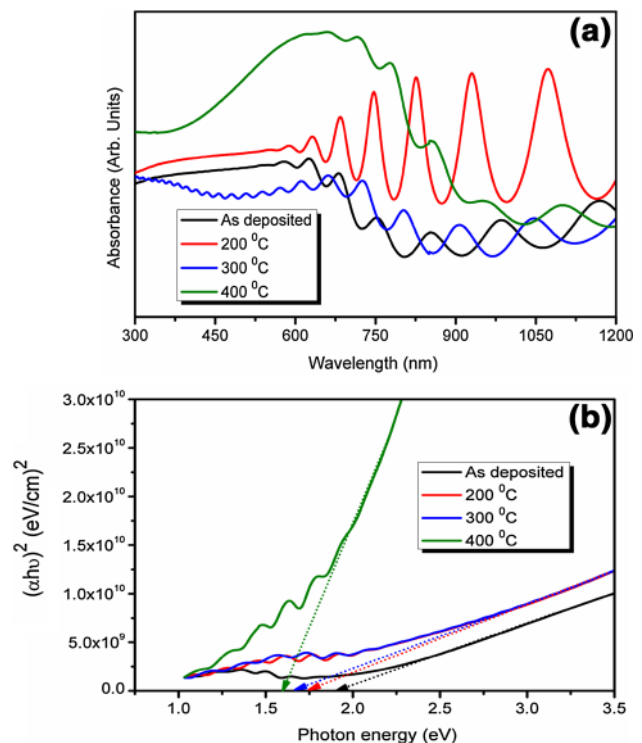 (a)
Absorbance (Arb. Units)
As deposited
200 ⁰C
300 ⁰C
400 ⁰C
300 450 600 750 900 1050 1200
Wavelength (nm)
(b)
3.0x10¹⁰
2.5x10¹⁰
2.0x10¹⁰
1.5x10¹⁰
1.0x10¹⁰
5.0x10⁹
0.0
(αhυ)² (eV/cm)²
As deposited
200 ⁰C
300 ⁰C
400 ⁰C
1.0 1.5 2.0 2.5 3.0 3.5
Photon energy (eV)